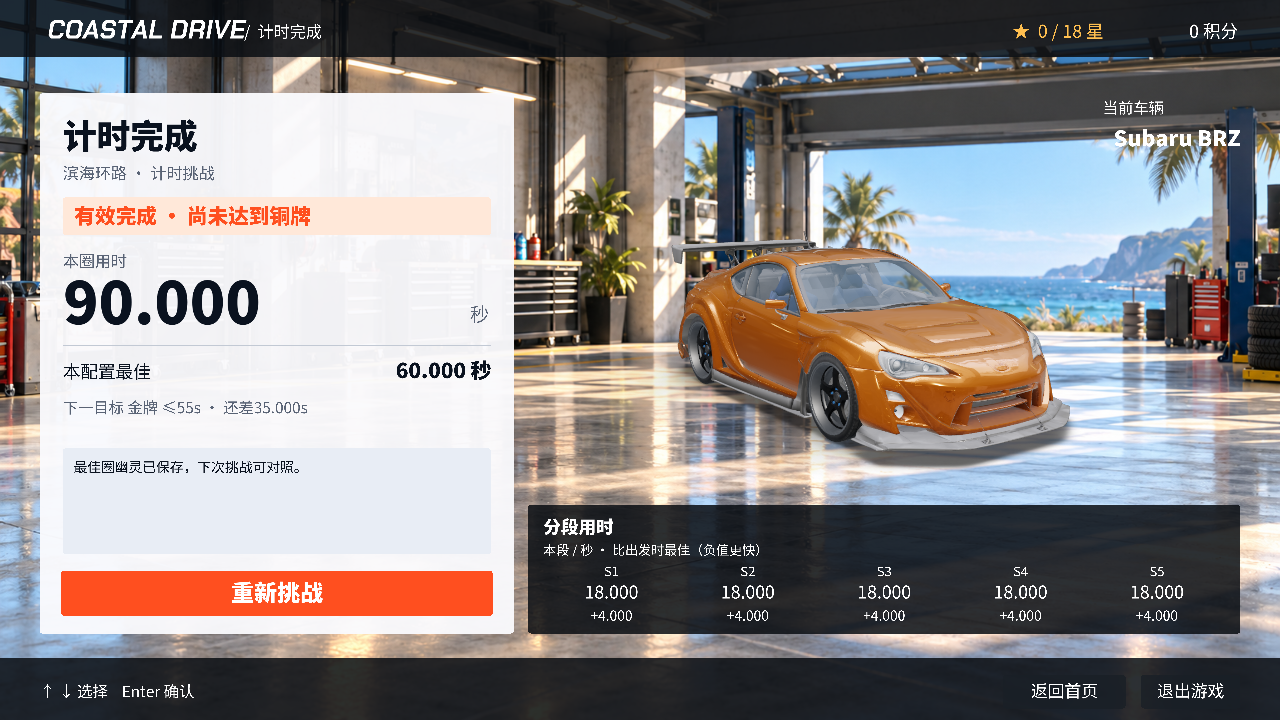 COASTAL DRIVE / 计时完成
★ 0 / 18 星
0 积分
计时完成
滨海环路 · 计时挑战
有效完成 · 尚未达到铜牌
本圈用时
90.000 秒
本配置最佳 60.000 秒
下一目标 金牌 ≤55s · 还差35.000s
最佳圈幽灵已保存，下次挑战可对照。
重新挑战
当前车辆
Subaru BRZ
分段用时
本段 / 秒 · 比出发时最佳（负值更快）
S1 S2 S3 S4 S5
18.000 18.000 18.000 18.000 18.000
+4.000 +4.000 +4.000 +4.000 +4.000
↑ ↓ 选择 Enter 确认
返回首页
退出游戏